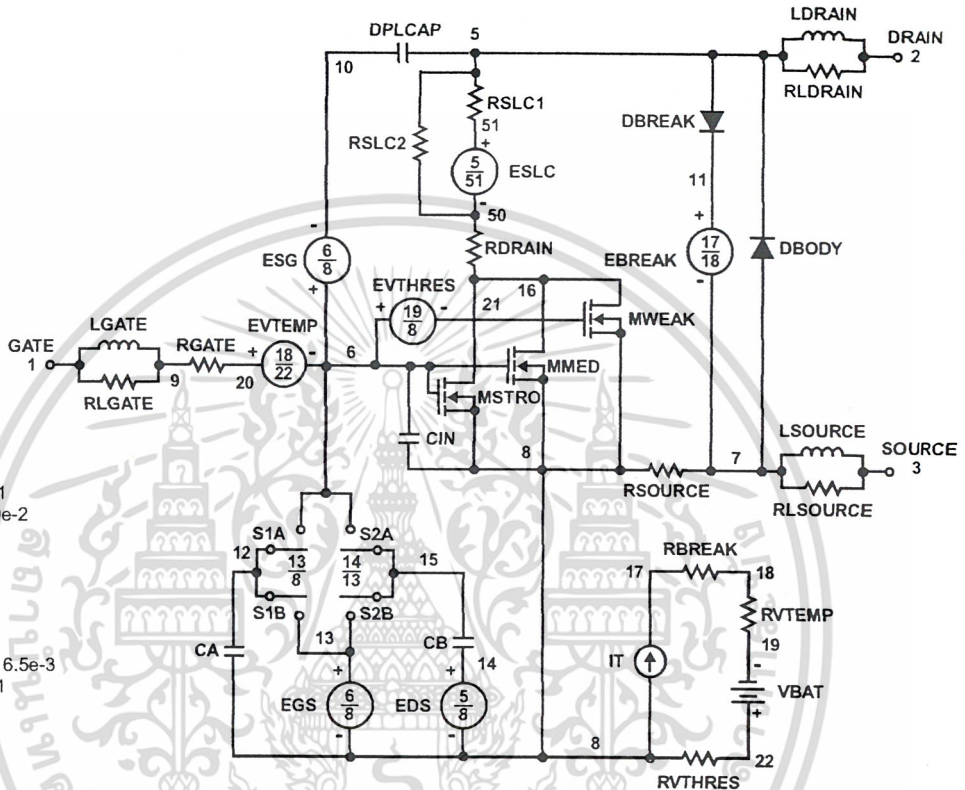 LDRAIN
DPLCAP 5 DRAIN
10 2
RSLC1 RLDRAIN
51 DBREAK
RSLC2 +
5
51 ESLC
11
- 50
- +
RDRAIN 17
18 DBODY
ESG 6
8 EBREAK
+ EVTHRES 16 -
+ 19
8 - 21
MWEAK
LGATE EVTEMP
GATE RGATE + 18
22 - 6
1 MMED
9 20 MSTRO
RLGATE
LSOURCE
CIN 8 7 SOURCE
3
RSOURCE
RLSOURCE
S1A S2A
12 13
8 14
13 15
RBREAK
17 18
S1B S2B RVTEMP
13 CB 19
CA IT -
+ + 14
VBAT
EGS 6
8 EDS 5
8 +
- - 8 22
RVTHRES
6.5e-3